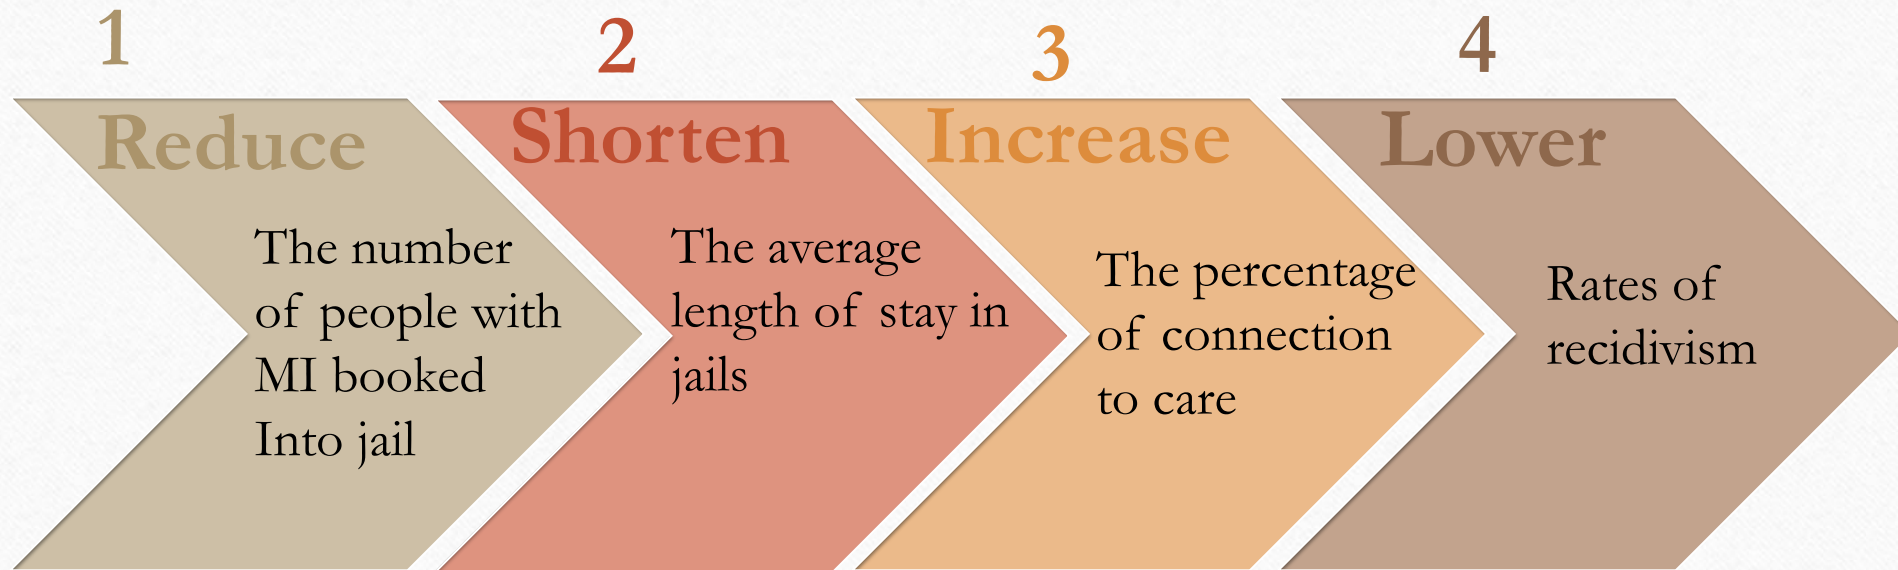 1
Reduce
The number
of people with
MI booked
Into jail
2
Shorten
The average
length of stay in
jails
3
Increase
The percentage
of connection
to care
4
Lower
Rates of
recidivism